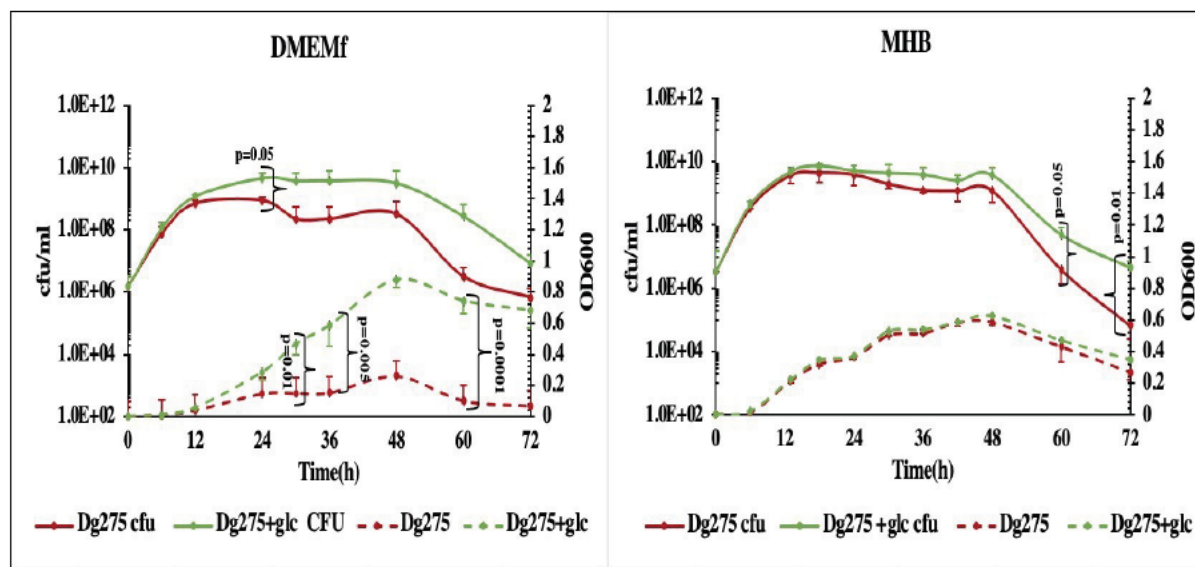 DMEMf
1.0E+12
1.0E+10
1.0E+08
1.0E+06
1.0E+04
1.0E+02
cfu/ml
2
1.8
1.6
1.4
1.2
1
0.8
0.6
0.4
0.2
0
OD600
p=0.05
p=0.01
p=0.005
p=0.0001
0 12 24 36 48 60 72
Time(h)
Dg275 cfu Dg275+glc CFU Dg275 Dg275+glc
MHB
1.0E+12
1.0E+10
1.0E+08
1.0E+06
1.0E+04
1.0E+02
cfu/ml
2
1.8
1.6
1.4
1.2
1
0.8
0.6
0.4
0.2
0
OD600
p=0.05
p=0.01
0 12 24 36 48 60 72
Time(h)
Dg275 cfu Dg275 +glc cfu Dg275 Dg275+glc